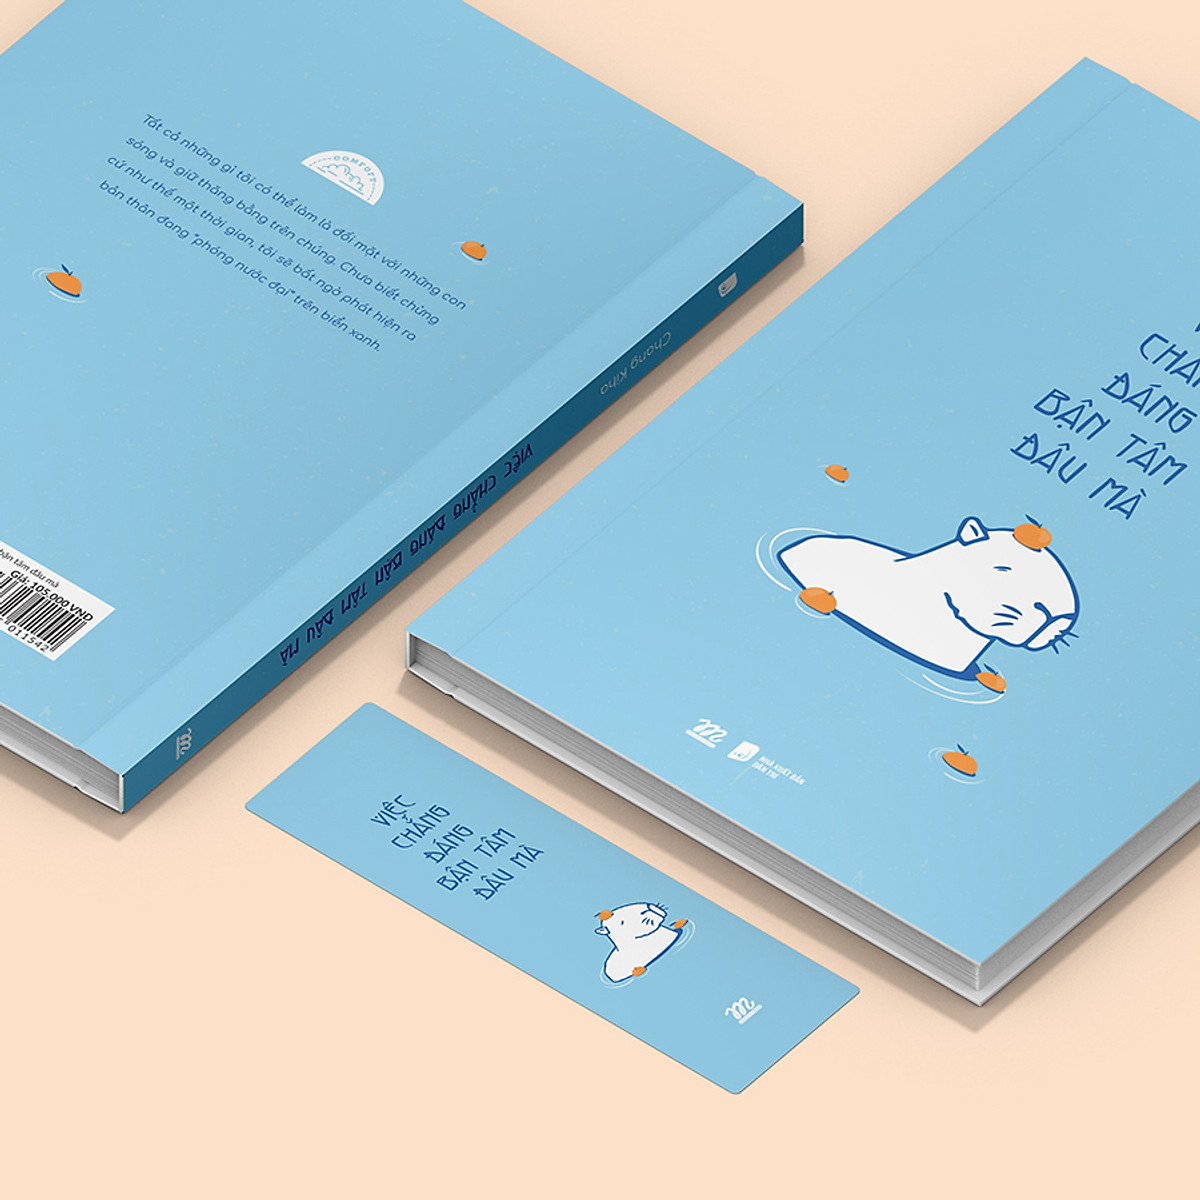 COMFORT
Tất cả những gì tôi có thể làm là đối mặt với những con
sóng và giữ thăng bằng trên chúng. Chưa biết chừng
cứ như thế một thời gian, tôi sẽ bất ngờ phát hiện ra
bản thân đang "phóng nước đại" trên biển xanh.
bận tâm đâu mà
Giá: 105.000 VND
011542
Chang Kiha
VIỆC CHẲNG ĐÁNG BẬN TÂM ĐÂU MÀ
ĐÁNG
BẬN TÂM
ĐÂU MÀ
NHÀ XUẤT BẢN
DÂN TRÍ
VIỆC
CHẲNG
ĐÁNG
BẬN TÂM
ĐÂU MÀ